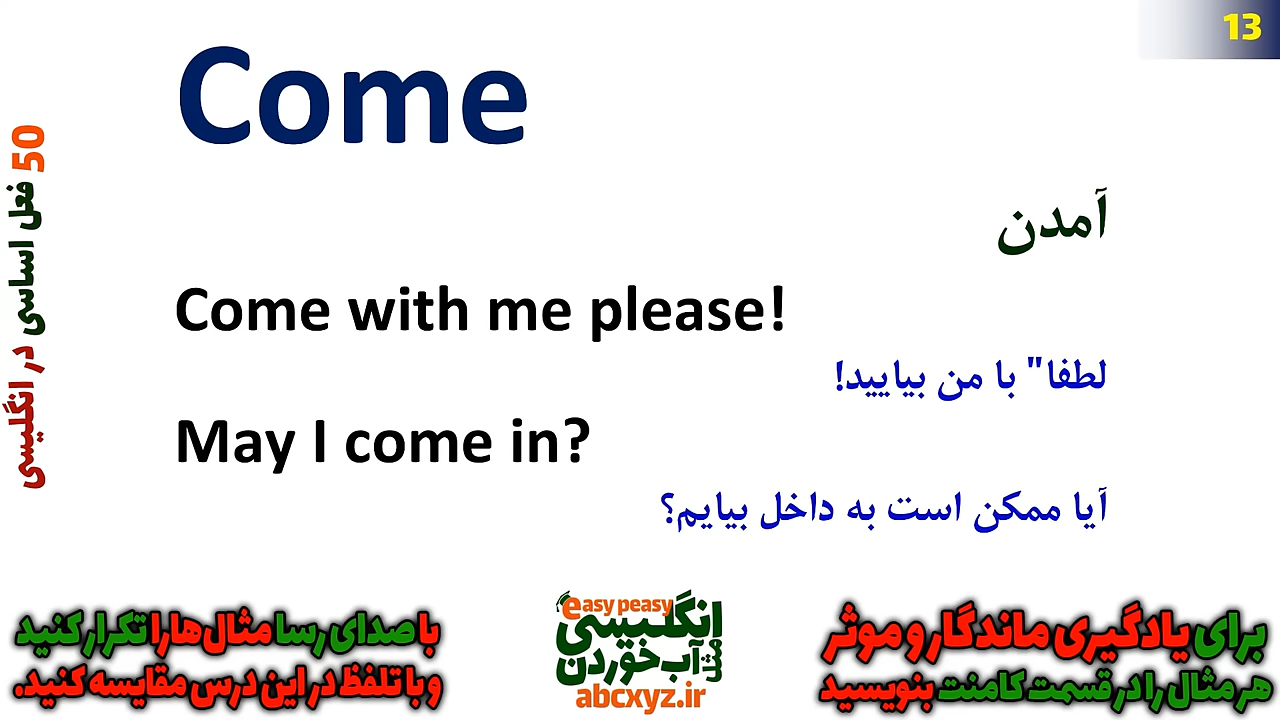 13
Come
آمدن
Come with me please!
لطفا" با من بیایید!
May I come in?
آیا ممکن است به داخل بیایم؟
50 فعل اساسی در انگلیسی
برای یادگیری ماندگار و موثر
هر مثال را در قسمت کامنت بنویسید
easy peasy
انگلیسی
مثل آب خوردن
abcxyz.ir
با صدای رسا مثال‌ها را تکرار کنید
و با تلفظ در این درس مقایسه کنید.